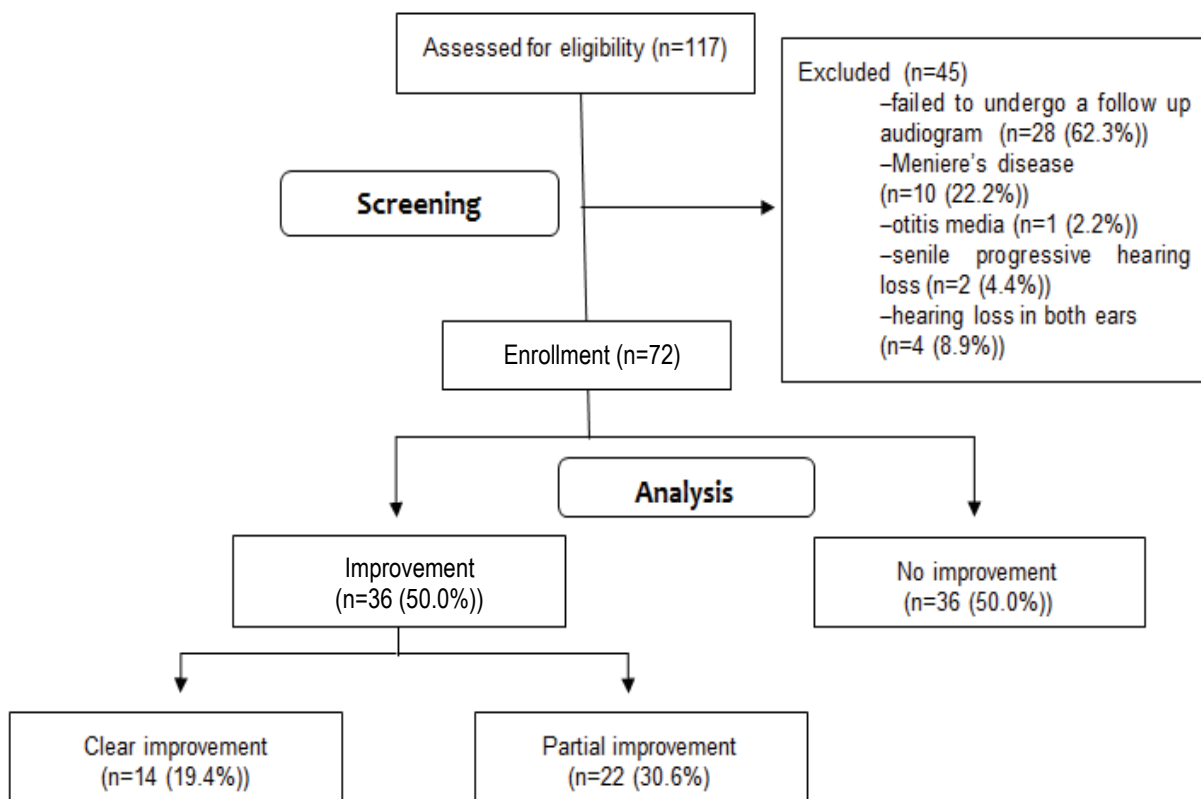 Assessed for eligibility (n=117)
Excluded (n=45)
–failed to undergo a follow up
audiogram (n=28 (62.3%))
–Meniere's disease
(n=10 (22.2%))
–otitis media (n=1 (2.2%))
–senile progressive hearing
loss (n=2 (4.4%))
–hearing loss in both ears
(n=4 (8.9%))
Screening
Enrollment (n=72)
Analysis
Improvement
(n=36 (50.0%))
No improvement
(n=36 (50.0%))
Clear improvement
(n=14 (19.4%))
Partial improvement
(n=22 (30.6%)